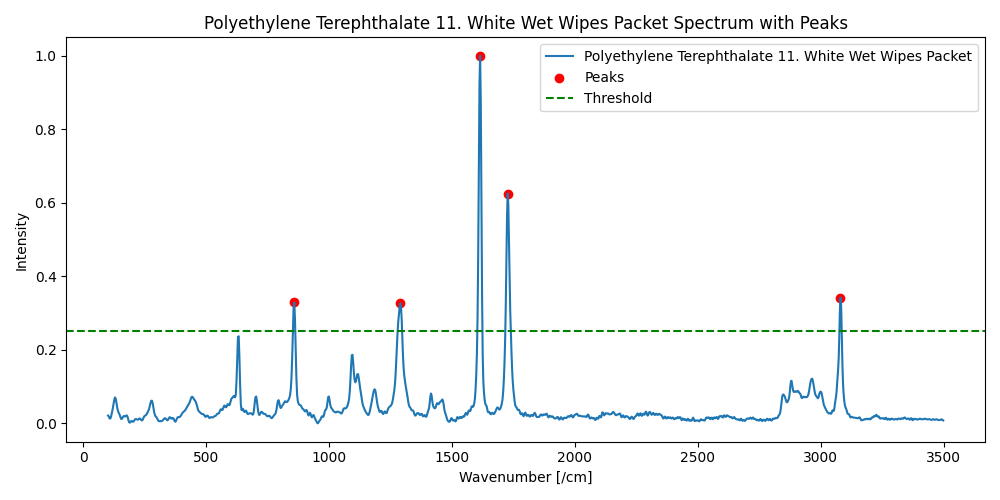 Polyethylene Terephthalate 11. White Wet Wipes Packet Spectrum with Peaks
Polyethylene Terephthalate 11. White Wet Wipes Packet
Peaks
Threshold
Intensity
1.0
0.8
0.6
0.4
0.2
0.0
0 500 1000 1500 2000 2500 3000 3500
Wavenumber [/cm]